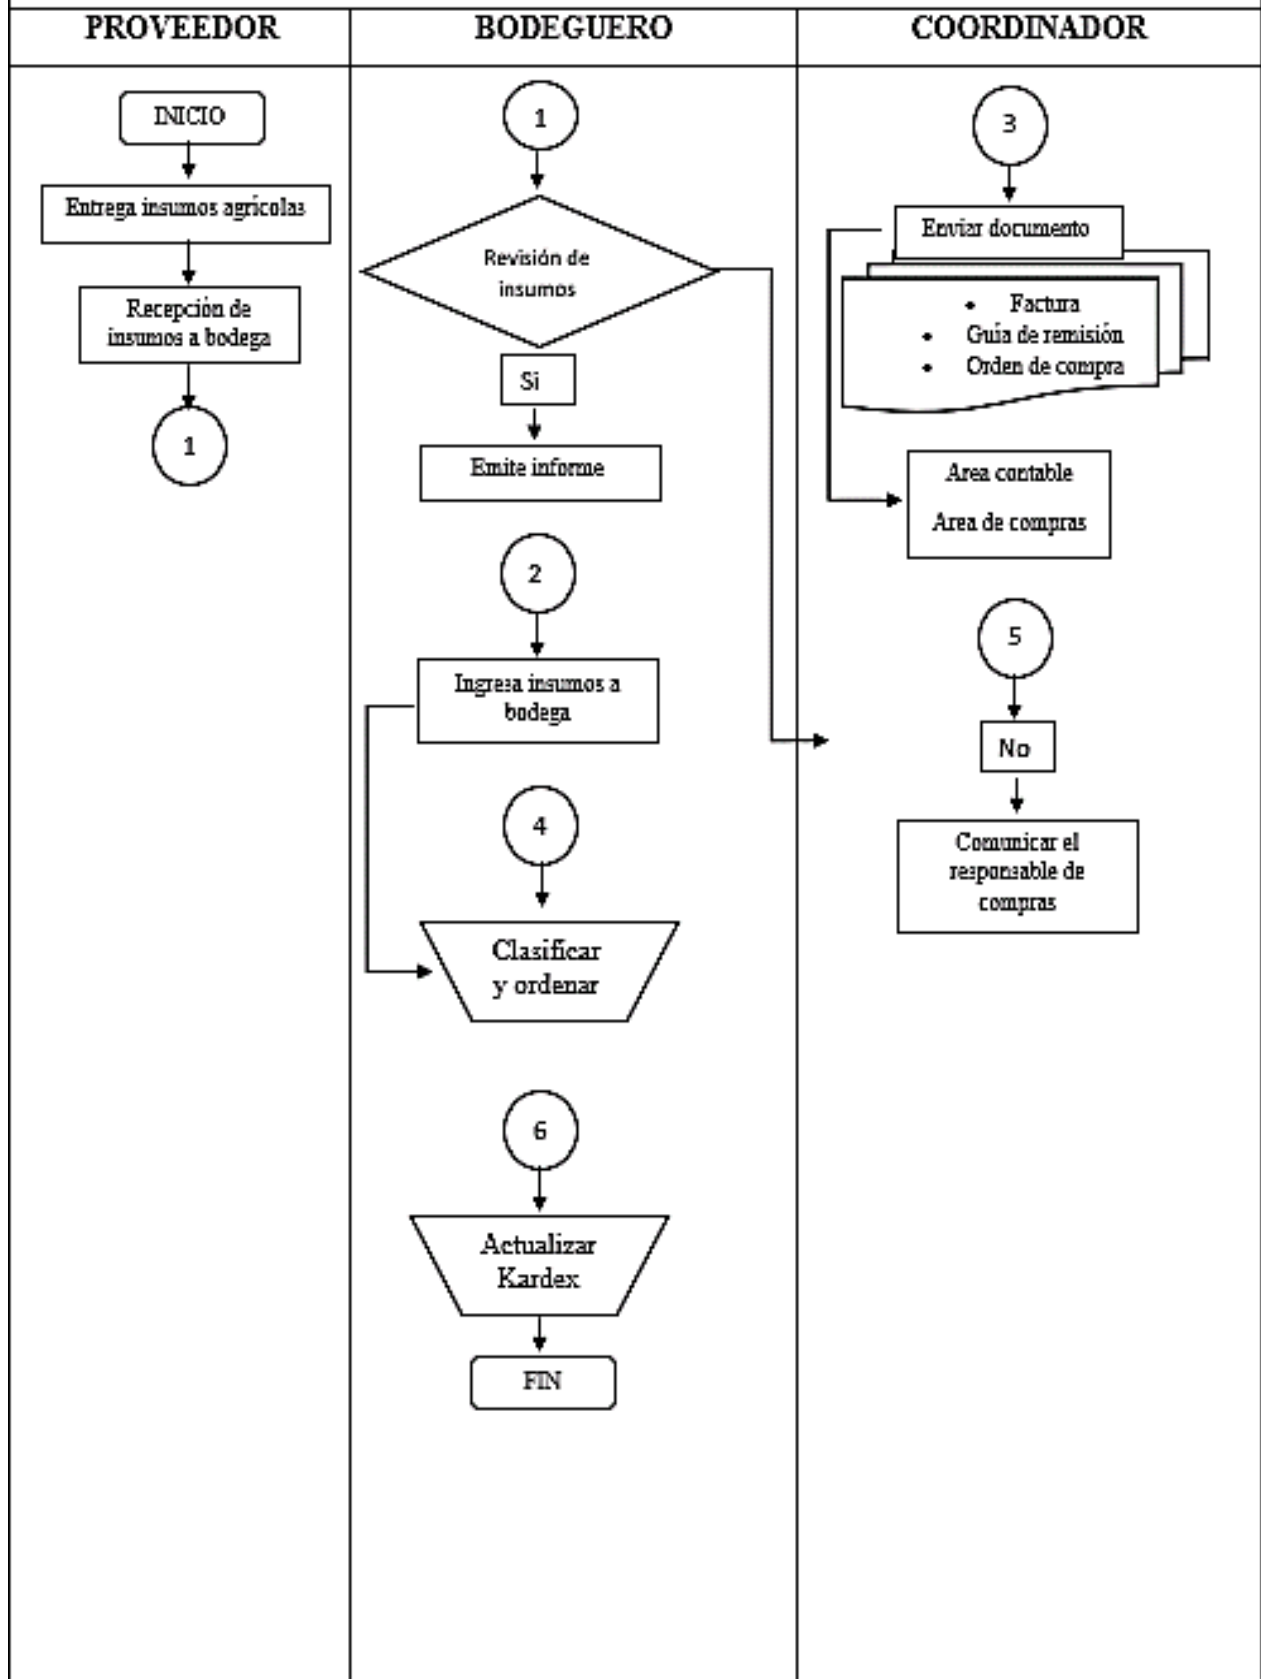 PROVEEDOR
BODEGUERO
COORDINADOR
INICIO
Entrega insumos agrícolas
Recepción de
insumos a bodega
1
1
Revisión de
insumos
Si
Emite informe
2
Ingresa insumos a
bodega
4
Clasificar
y ordenar
6
Actualizar
Kardex
FIN
3
Enviar documento
• Factura
• Guía de remisión
• Orden de compra
Area contable
Area de compras
5
No
Comunicar el
responsable de
compras